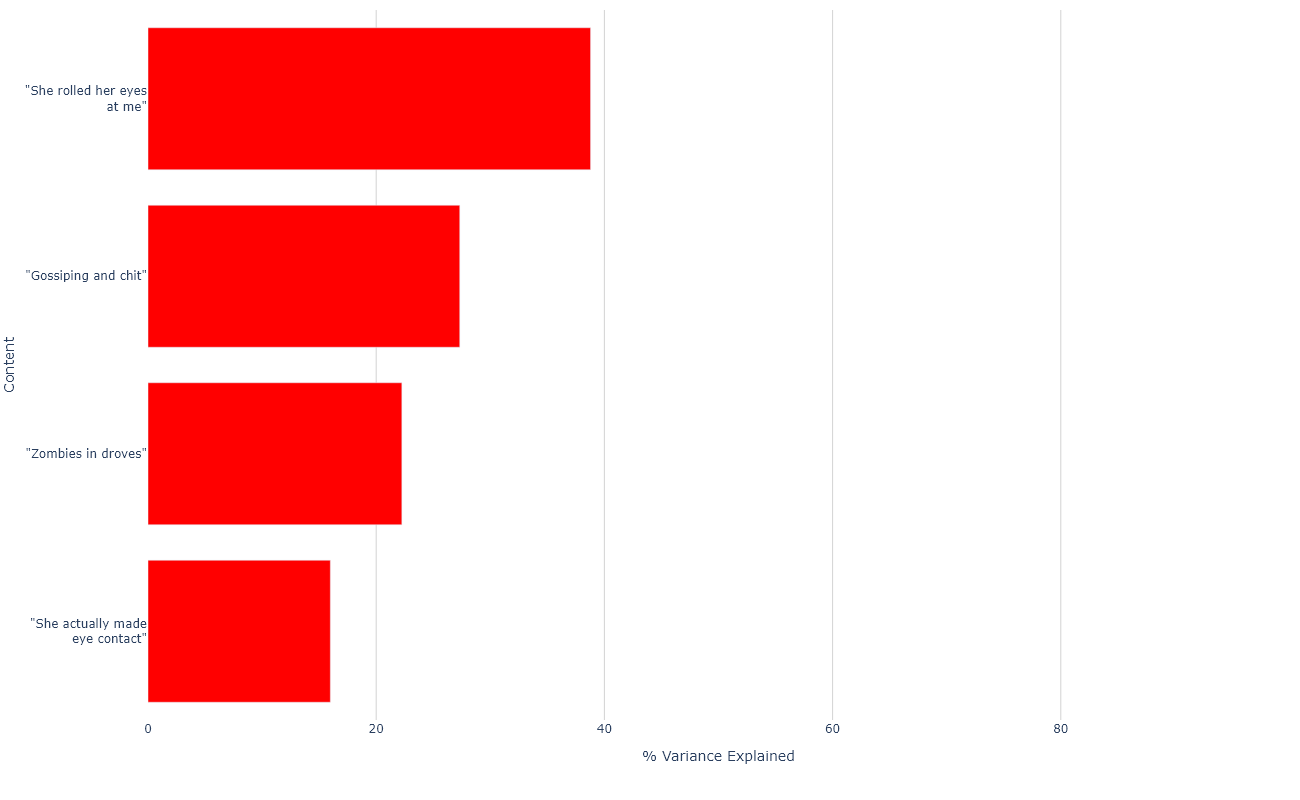 "She rolled her eyes
at me"
"Gossiping and chit"
"Zombies in droves"
"She actually made
eye contact"
Content
0 20 40 60 80
% Variance Explained